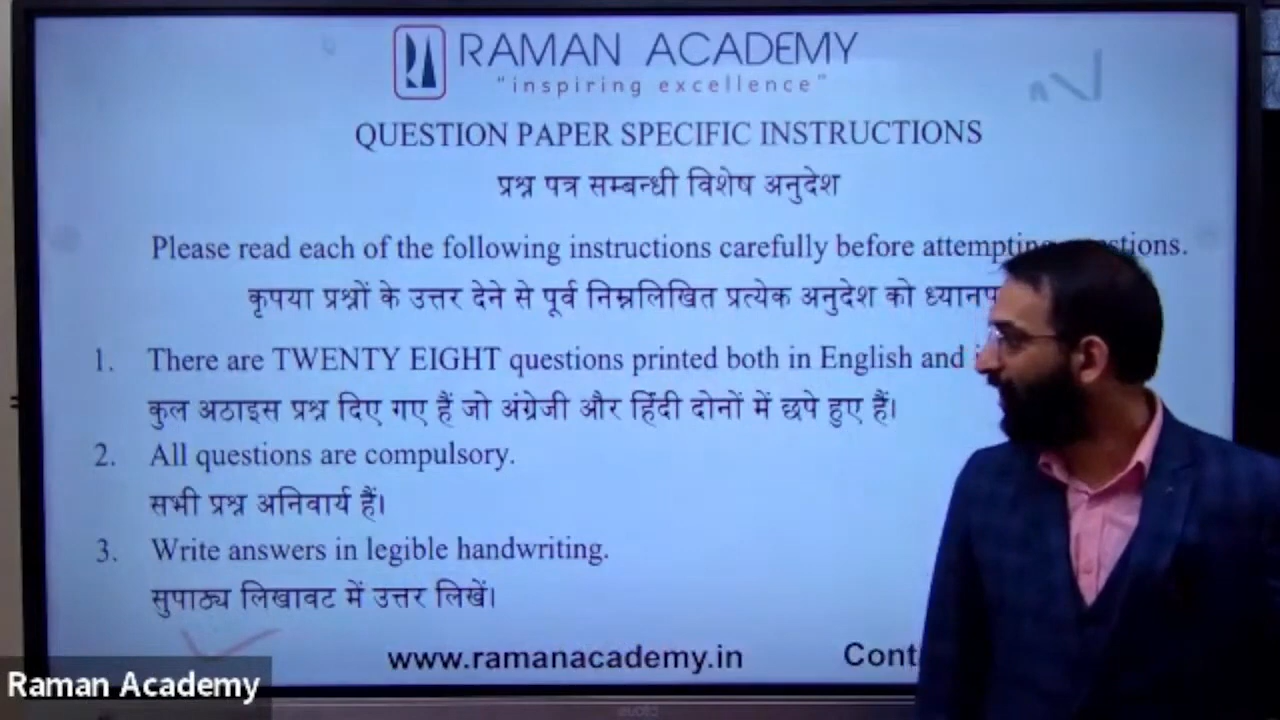 RAMAN ACADEMY
"inspiring excellence"
QUESTION PAPER SPECIFIC INSTRUCTIONS
प्रश्न पत्र सम्बन्धी विशेष अनुदेश
Please read each of the following instructions carefully before attempting
कृपया प्रश्नों के उत्तर देने से पूर्व निम्नलिखित प्रत्येक अनुदेश को
1. There are TWENTY EIGHT questions printed both in English and
कुल अठाइस प्रश्न दिए गए हैं जो अंग्रेजी और हिंदी दोनों में छपे हुए हैं।
2. All questions are compulsory.
सभी प्रश्न अनिवार्य हैं।
3. Write answers in legible handwriting.
सुपाठ्य लिखावट में उत्तर लिखें।
www.ramanacademy.in
Raman Academy